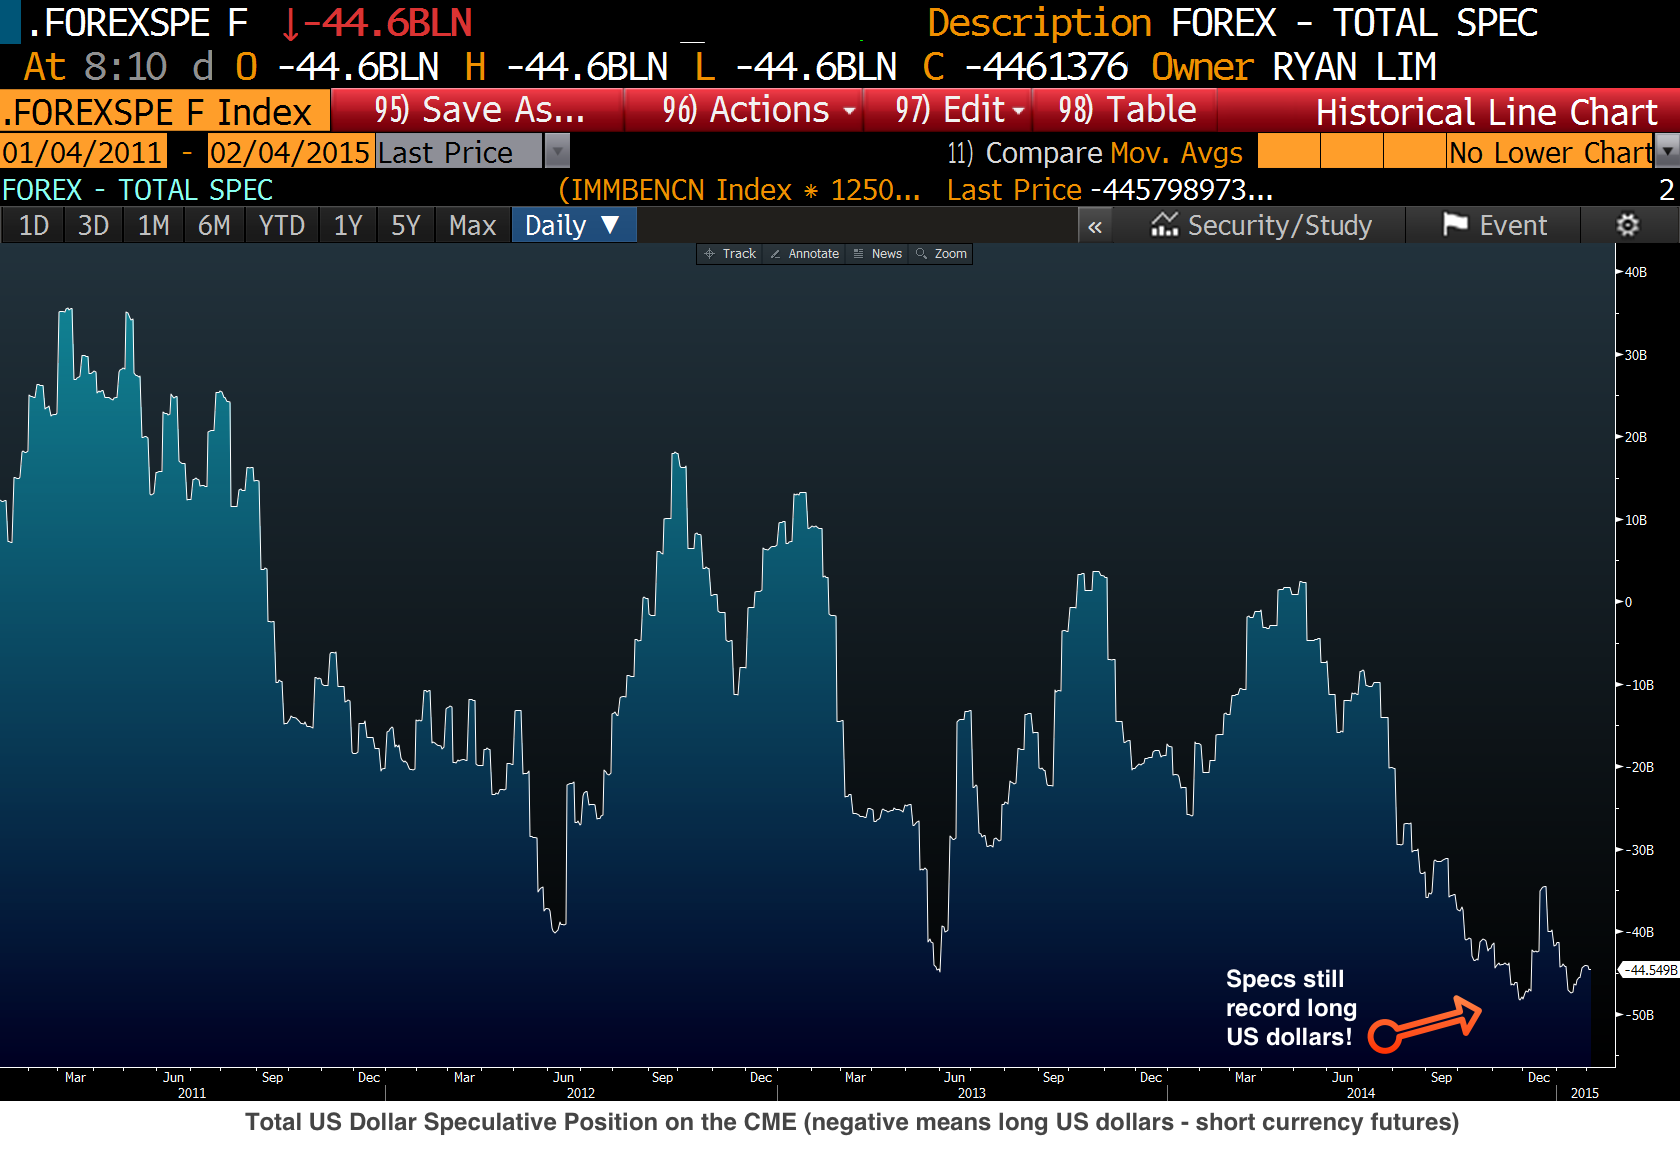 .FOREXSPE F ↓-44.6BLN Description FOREX - TOTAL SPEC
At 8:10 d O -44.6BLN H -44.6BLN L -44.6BLN C -4461376 Owner RYAN LIM
.FOREXSPE F Index 95) Save As... 96) Actions 97) Edit 98) Table Historical Line Chart
01/04/2011 - 02/04/2015 Last Price 11) Compare Mov. Avgs No Lower Chart
FOREX - TOTAL SPEC (IMMBENCN Index * 1250... Last Price -445798973... 2
1D 3D 1M 6M YTD 1Y 5Y Max Daily ▼ « Security/Study Event
Track Annotate News Zoom
40B
30B
20B
10B
0
-10B
-20B
-30B
-40B
-44.549B
-50B
Specs still
record long
US dollars!
Mar Jun Sep Dec Mar Jun Sep Dec Mar Jun Sep Dec Mar Jun Sep Dec
2011 2012 2013 2014 2015
Total US Dollar Speculative Position on the CME (negative means long US dollars - short currency futures)